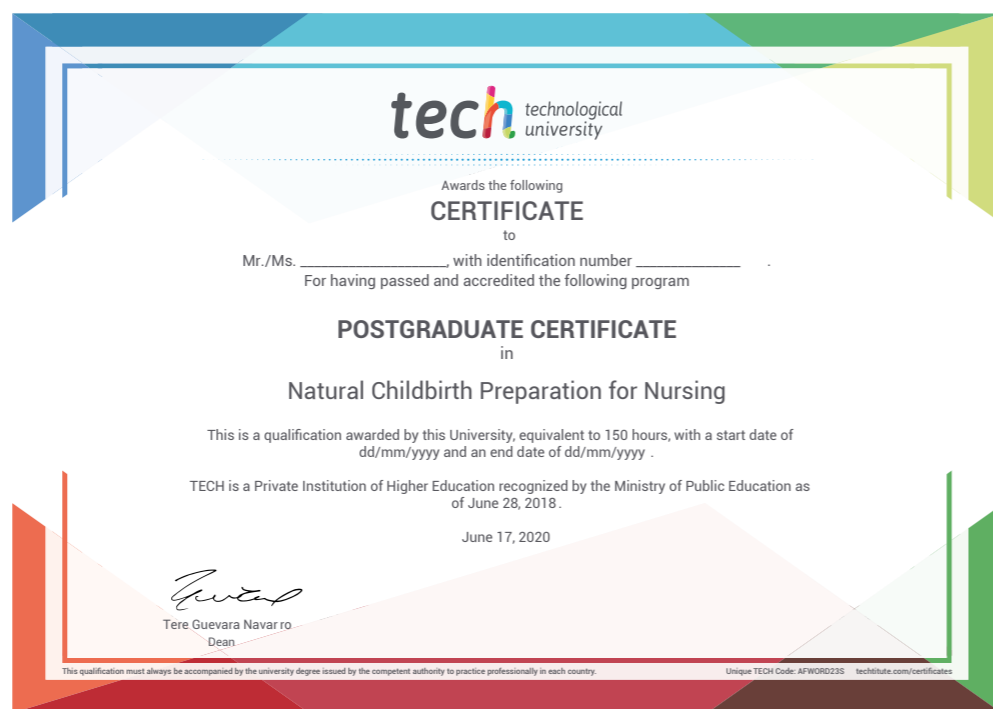 tech technological
university
Awards the following
CERTIFICATE
to
Mr./Ms. ____________________, with identification number ______________ .
For having passed and accredited the following program
POSTGRADUATE CERTIFICATE
in
Natural Childbirth Preparation for Nursing
This is a qualification awarded by this University, equivalent to 150 hours, with a start date of
dd/mm/yyyy and an end date of dd/mm/yyyy .
TECH is a Private Institution of Higher Education recognized by the Ministry of Public Education as
of June 28, 2018 .
June 17, 2020
Tere Guevara Navar ro
Dean
This qualification must always be accompanied by the university degree issued by the competent authority to practice professionally in each country.
Unique TECH Code: AFWORD23S techtitute.com/certificates